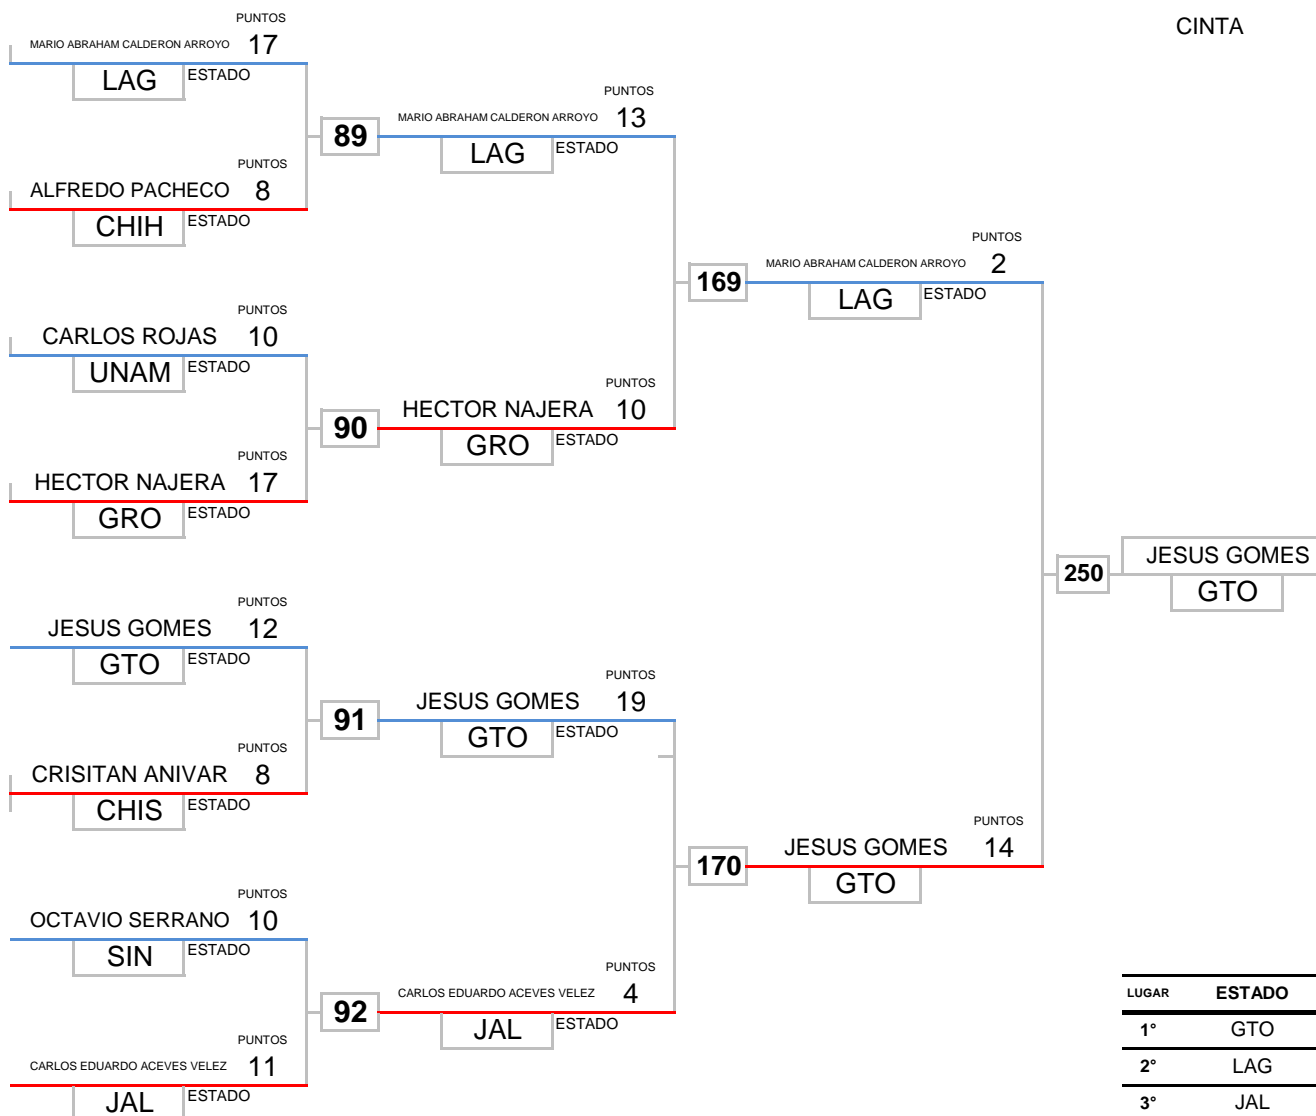 PUNTOS
CINTA
MARIO ABRAHAM CALDERON ARROYO 17
LAG ESTADO
PUNTOS
MARIO ABRAHAM CALDERON ARROYO 13
89
LAG ESTADO
PUNTOS
ALFREDO PACHECO 8
CHIH ESTADO
PUNTOS
MARIO ABRAHAM CALDERON ARROYO 2
169
LAG ESTADO
PUNTOS
CARLOS ROJAS 10
UNAM ESTADO
PUNTOS
HECTOR NAJERA 10
90
GRO ESTADO
PUNTOS
HECTOR NAJERA 17
GRO ESTADO
JESUS GOMES
250
GTO
PUNTOS
JESUS GOMES 12
GTO ESTADO
PUNTOS
JESUS GOMES 19
91
GTO ESTADO
PUNTOS
CRISITAN ANIVAR 8
CHIS ESTADO
PUNTOS
JESUS GOMES 14
170
GTO
PUNTOS
OCTAVIO SERRANO 10
SIN ESTADO
PUNTOS
CARLOS EDUARDO ACEVES VELEZ 4
92
JAL ESTADO
PUNTOS
CARLOS EDUARDO ACEVES VELEZ 11
JAL ESTADO
LUGAR ESTADO
1° GTO
2° LAG
3° JAL